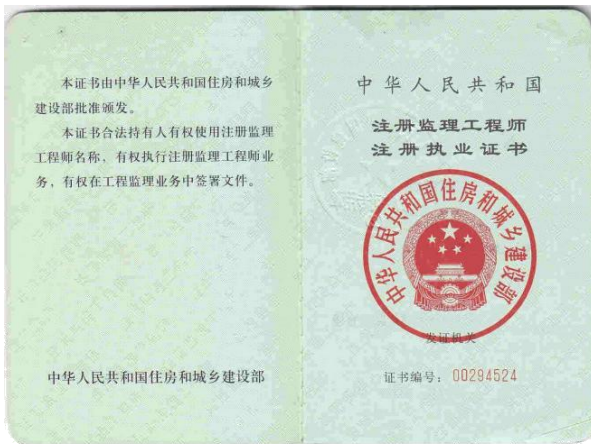 本证书由中华人民共和国住房和城乡
建设部批准颁发。
本证书合法持有人有权使用注册监理
工程师名称，有权执行注册监理工程师业
务，有权在工程监理业务中签署文件。
中华人民共和国住房和城乡建设部
中华人民共和国
注册监理工程师
注册执业证书
中华人民共和国住房和城乡建设部
发证机关
证书编号：00294524